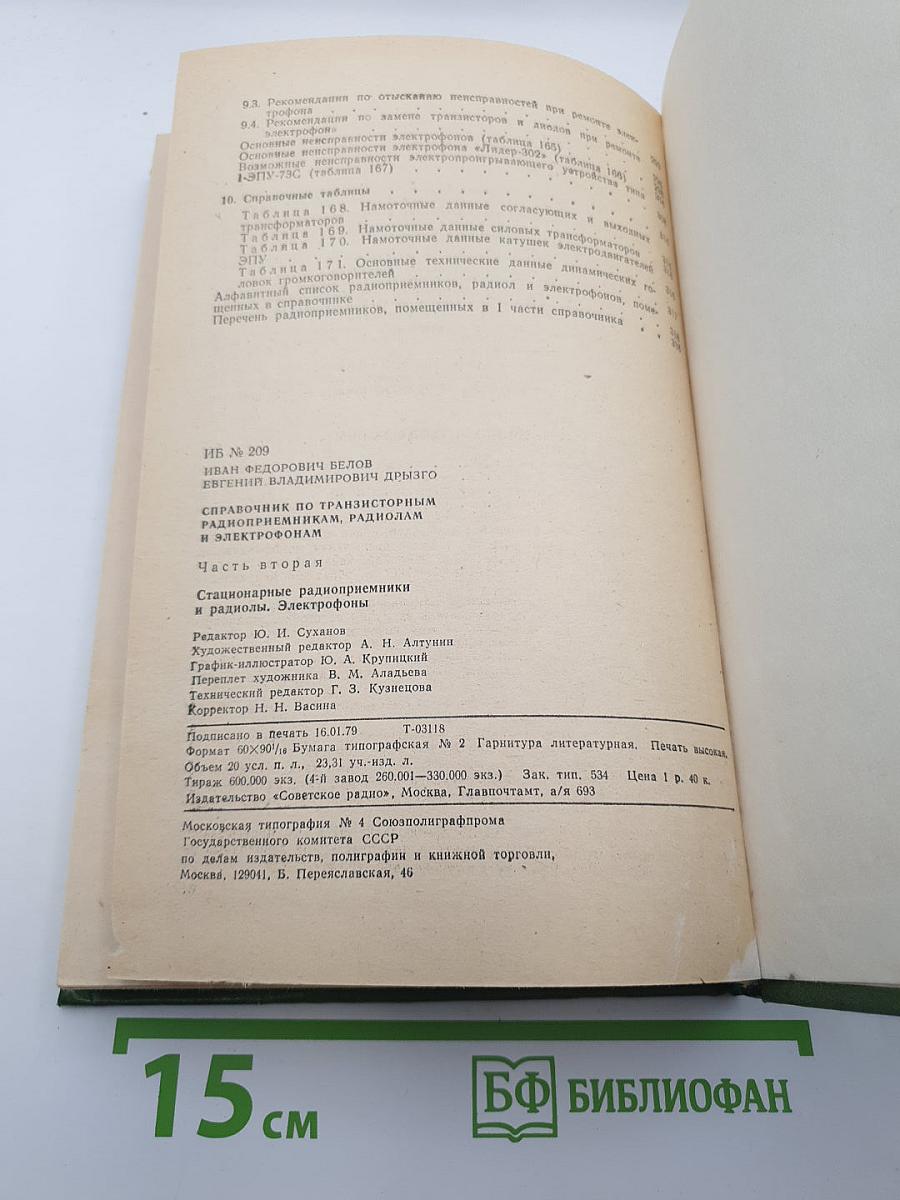 9.3. Рекомендации по отысканию неисправностей при ремонте элек-
трофона
9.4. Рекомендации по замене транзисторов и диодов при ремонте
электрофона
Основные неисправности электрофонов (таблица 165)
Основные неисправности электрофона «Лидер-302» (таблица 166)
Возможные неисправности электропроигрывающего устройства типа
1-ЭПУ-73С (таблица 167)
10. Справочные таблицы
Таблица 168. Намоточные данные согласующих и выходных
трансформаторов
Таблица 169. Намоточные данные силовых трансформаторов
Таблица 170. Намоточные данные катушек электродвигателей
ЭПУ
Таблица 171. Основные технические данные динамических го-
ловок громкоговорителей
Алфавитный список радиоприемников, радиол и электрофонов, поме-
щенных в справочнике
Перечень радиоприемников, помещенных в I части справочника
ИБ № 209
ИВАН ФЕДОРОВИЧ БЕЛОВ
ЕВГЕНИЙ ВЛАДИМИРОВИЧ ДРЫЗГО
СПРАВОЧНИК ПО ТРАНЗИСТОРНЫМ
РАДИОПРИЕМНИКАМ, РАДИОЛАМ
И ЭЛЕКТРОФОНАМ
Часть вторая
Стационарные радиоприемники
и радиолы. Электрофоны
Редактор Ю. И. Суханов
Художественный редактор А. Н. Алтунин
График-иллюстратор Ю. А. Крупицкий
Переплет художника В. М. Аладьева
Технический редактор Г. З. Кузнецова
Корректор Н. Н. Васина
Подписано в печать 16.01.79 Т-03118
Формат 60×90¹/₁₆ Бумага типографская № 2 Гарнитура литературная. Печать высокая.
Объем 20 усл. п. л., 23,31 уч.-изд. л.
Тираж 600.000 экз. (4-й завод 260.001—330.000 экз.) Зак. тип. 534 Цена 1 р. 40 к.
Издательство «Советское радио», Москва, Главпочтамт, а/я 693
Московская типография № 4 Союзполиграфпрома
Государственного комитета СССР
по делам издательств, полиграфии и книжной торговли,
Москва, 129041, Б. Переяславская, 46
15 см
БФ БИБЛИОФАН